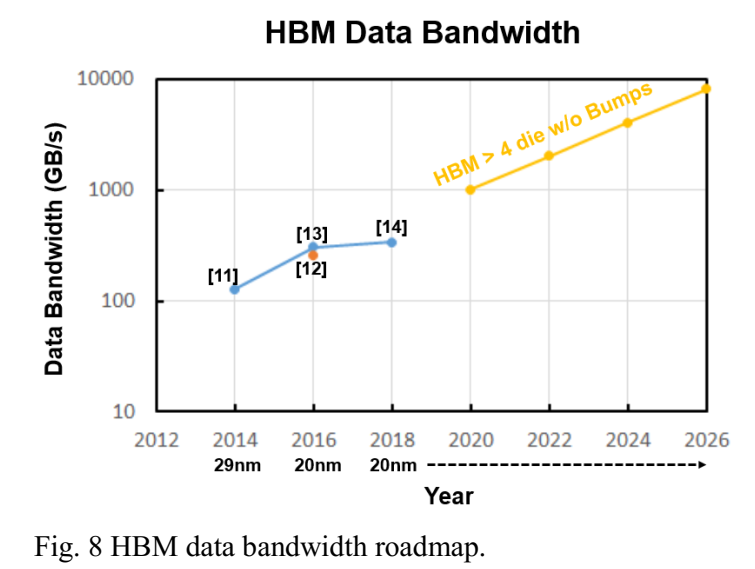 HBM Data Bandwidth
Data Bandwidth (GB/s)
10000
1000
100
10
HBM > 4 die w/o Bumps
[11]
[13]
[12]
[14]
2012 2014 2016 2018 2020 2022 2024 2026
29nm 20nm 20nm
Year
Fig. 8 HBM data bandwidth roadmap.